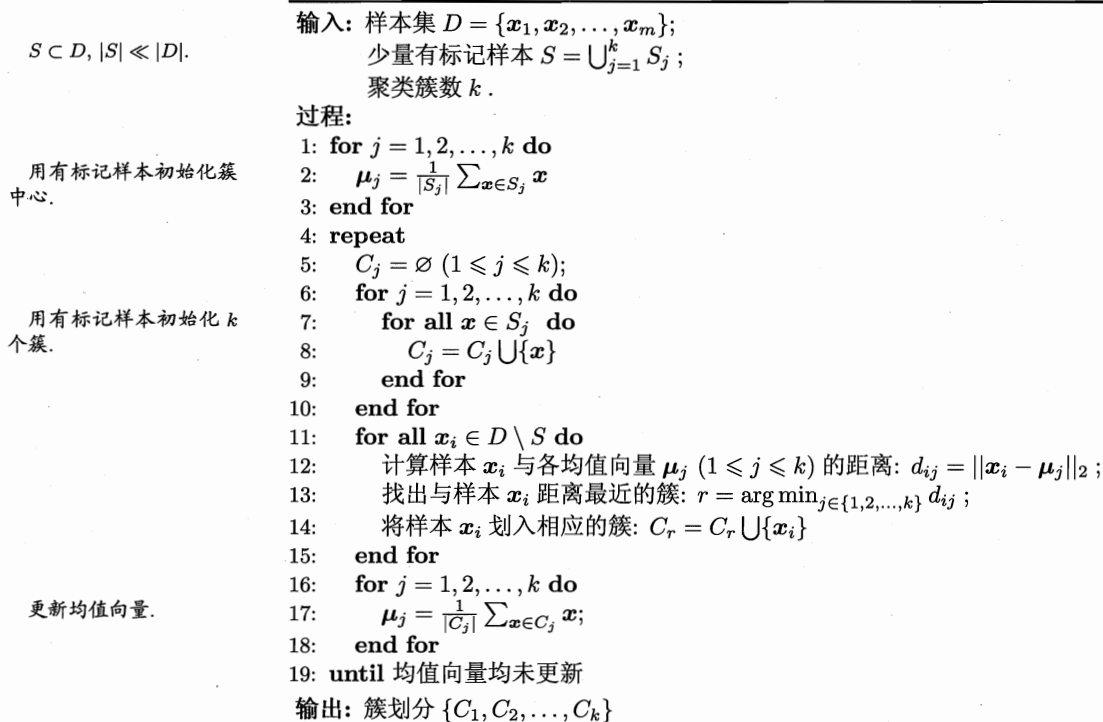 输入: 样本集 D = {x₁, x₂, . . . , xₘ};
S ⊂ D, |S| ≪ |D|.
少量有标记样本 S = ⋃ᵏⱼ₌₁ Sⱼ ;
聚类簇数 k .
过程:
1: for j = 1, 2, . . . , k do
用有标记样本初始化簇
中心.
2: μⱼ = 1/|Sⱼ| ∑x∈Sⱼ x
3: end for
4: repeat
5: Cⱼ = ∅ (1 ⩽ j ⩽ k);
6: for j = 1, 2, . . . , k do
用有标记样本初始化 k
个簇.
7: for all x ∈ Sⱼ do
8: Cⱼ = Cⱼ ⋃{x}
9: end for
10: end for
11: for all xᵢ ∈ D \ S do
12: 计算样本 xᵢ 与各均值向量 μⱼ (1 ⩽ j ⩽ k) 的距离: dᵢⱼ = ||xᵢ − μⱼ||₂ ;
13: 找出与样本 xᵢ 距离最近的簇: r = arg minj∈{1,2,...,k} dᵢⱼ ;
14: 将样本 xᵢ 划入相应的簇: Cᵣ = Cᵣ ⋃{xᵢ}
15: end for
16: for j = 1, 2, . . . , k do
更新均值向量.
17: μⱼ = 1/|Cⱼ| ∑x∈Cⱼ x;
18: end for
19: until 均值向量均未更新
输出: 簇划分 {C₁, C₂, . . . , Cₖ}